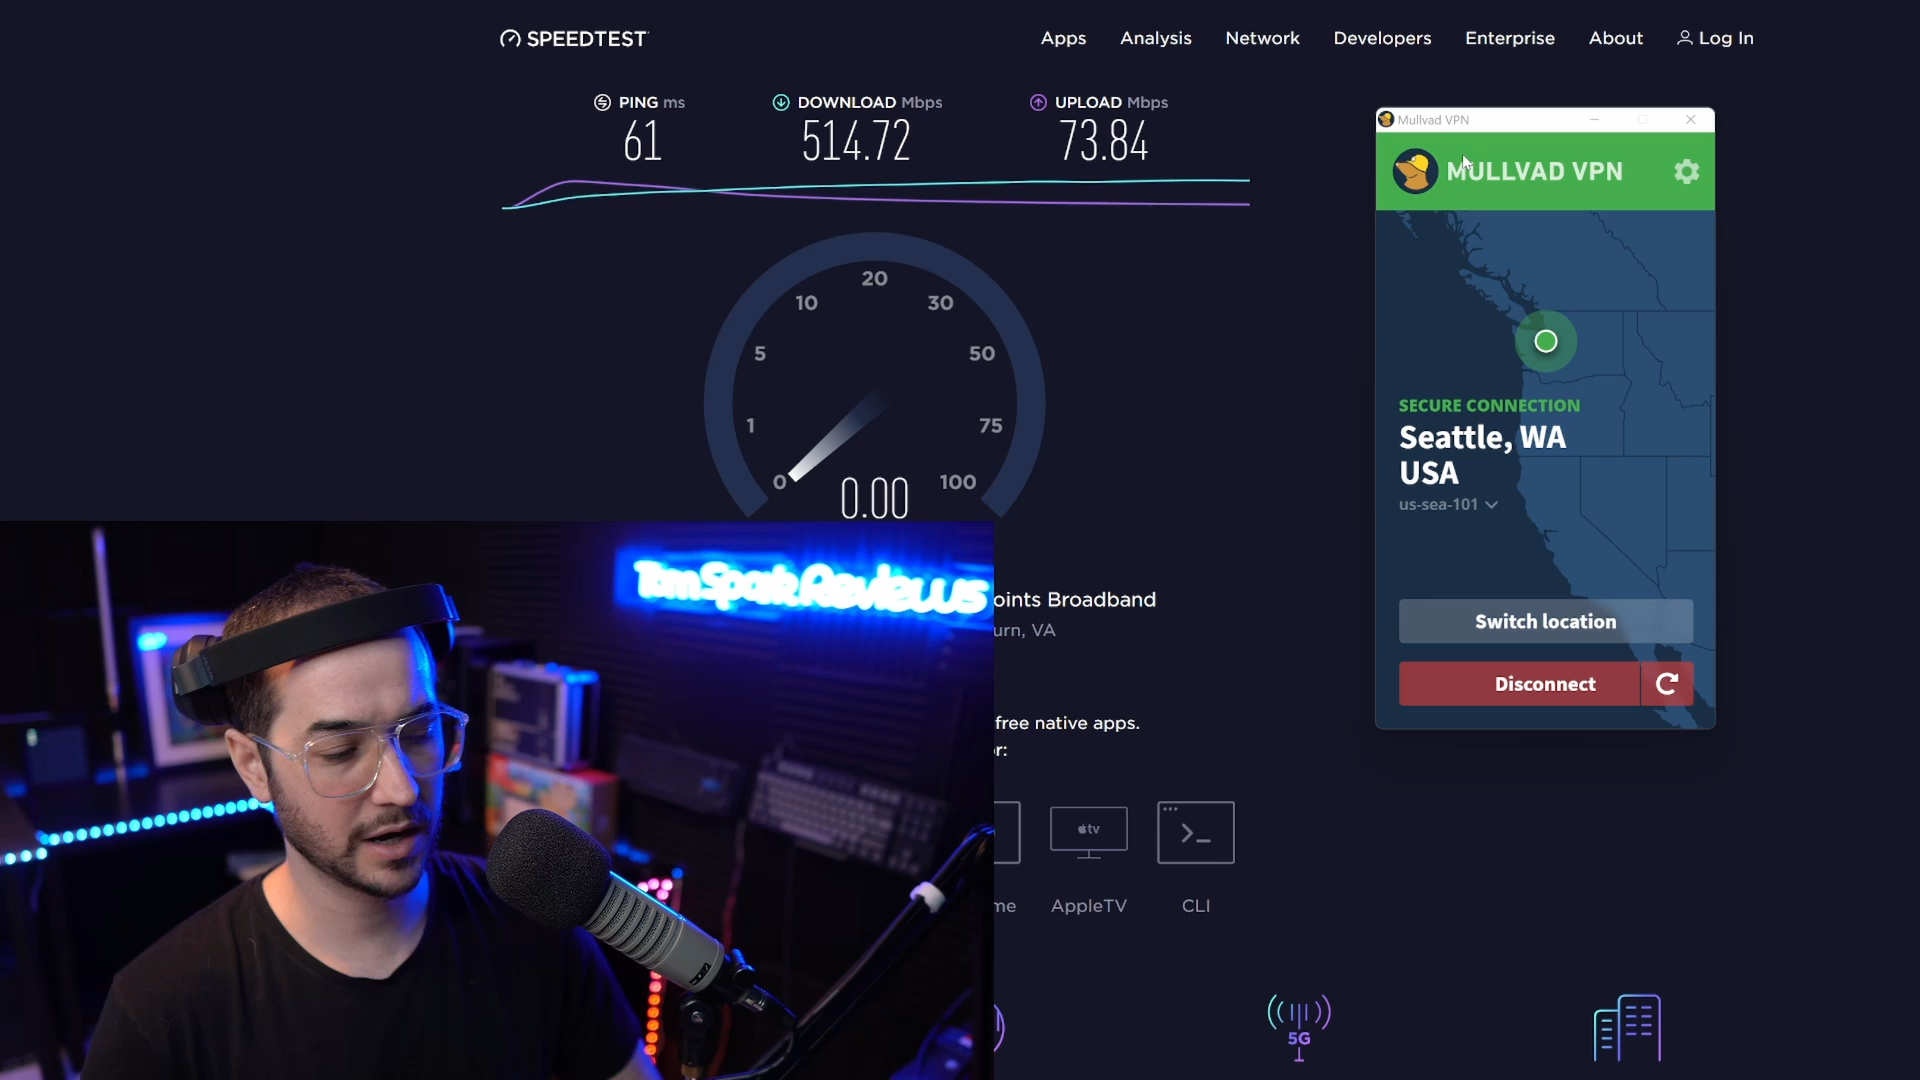 SPEEDTEST
Apps Analysis Network Developers Enterprise About Log In
PING ms DOWNLOAD Mbps UPLOAD Mbps
61 514.72 73.84
Mullvad VPN
MULLVAD VPN
20
10 30
5 50
1 75
0 100
0.00
SECURE CONNECTION
Seattle, WA
USA
us-sea-101
Switch location
Disconnect
TomSparkReviews
oints Broadband
urn, VA
free native apps.
or:
tv
me AppleTV CLI
5G